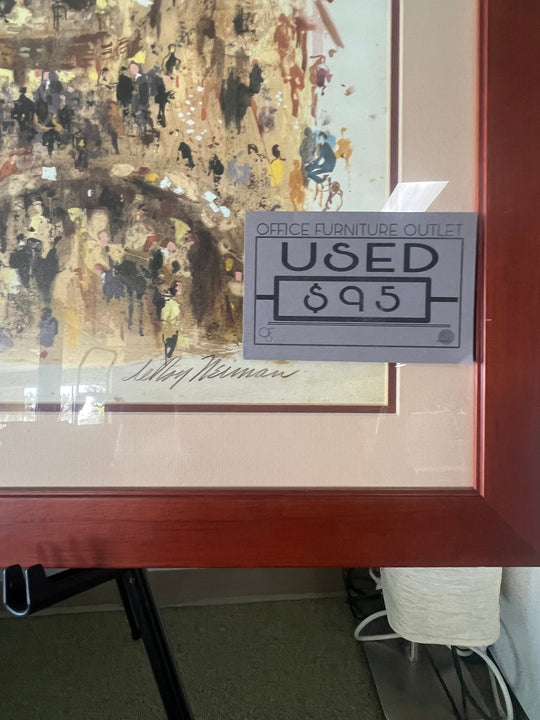 OFFICE FURNITURE OUTLET
USED
$95
LeRoy Neiman